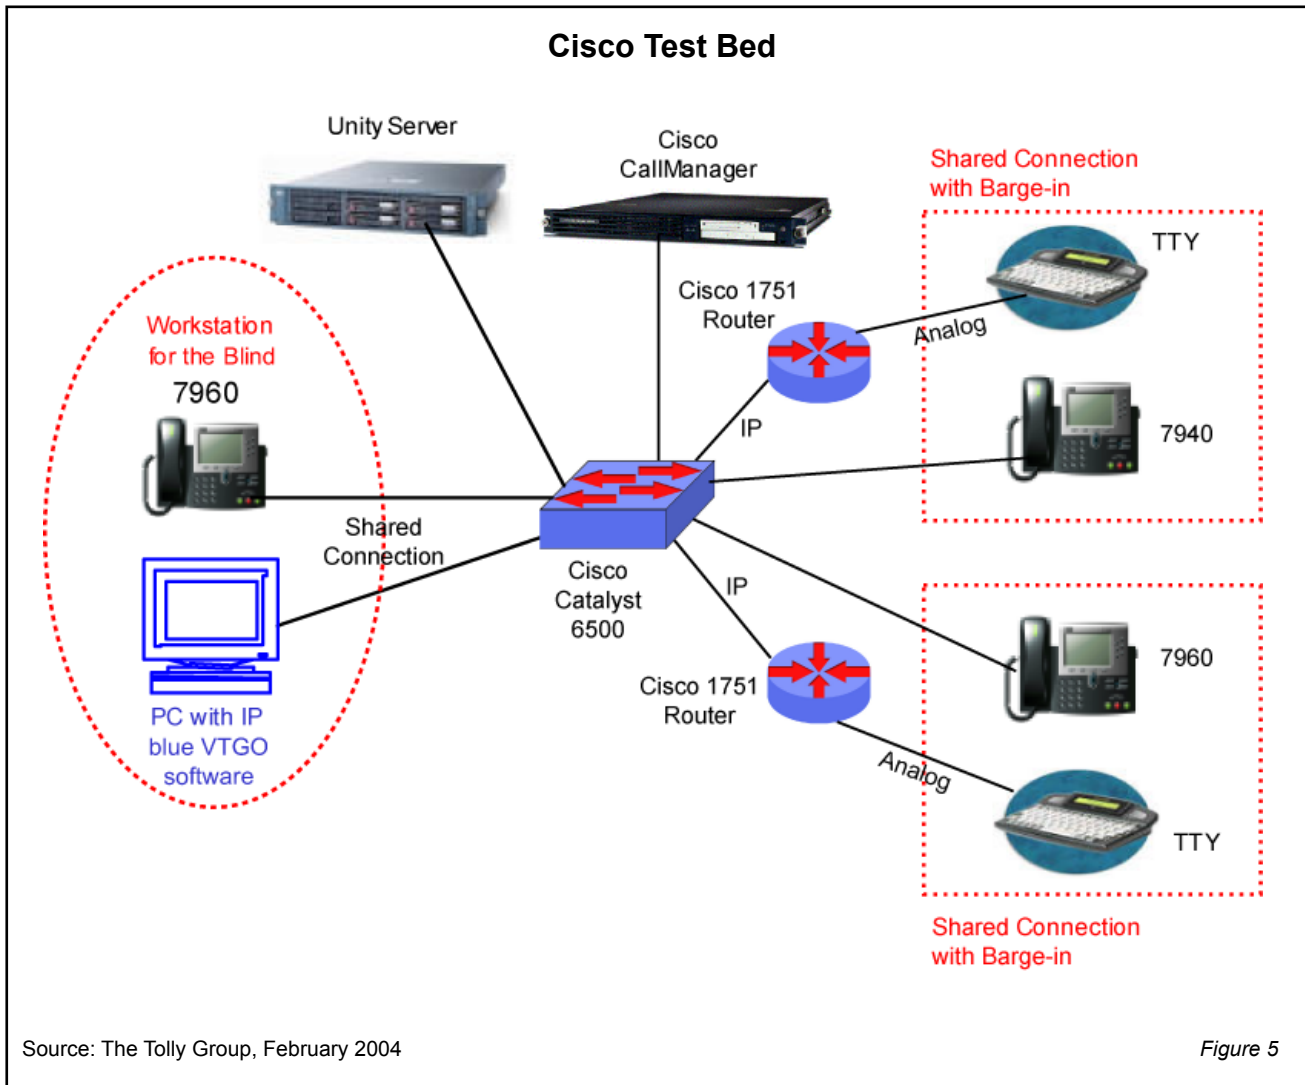 Cisco Test Bed
Unity Server
Cisco
CallManager
Shared Connection
with Barge-in
TTY
Cisco 1751
Router
Analog
Workstation
for the Blind
7960
IP
7940
Shared
Connection
Cisco
Catalyst
6500
IP
7960
Cisco 1751
Router
PC with IP
blue VTGO
software
Analog
TTY
Shared Connection
with Barge-in
Source: The Tolly Group, February 2004
Figure 5